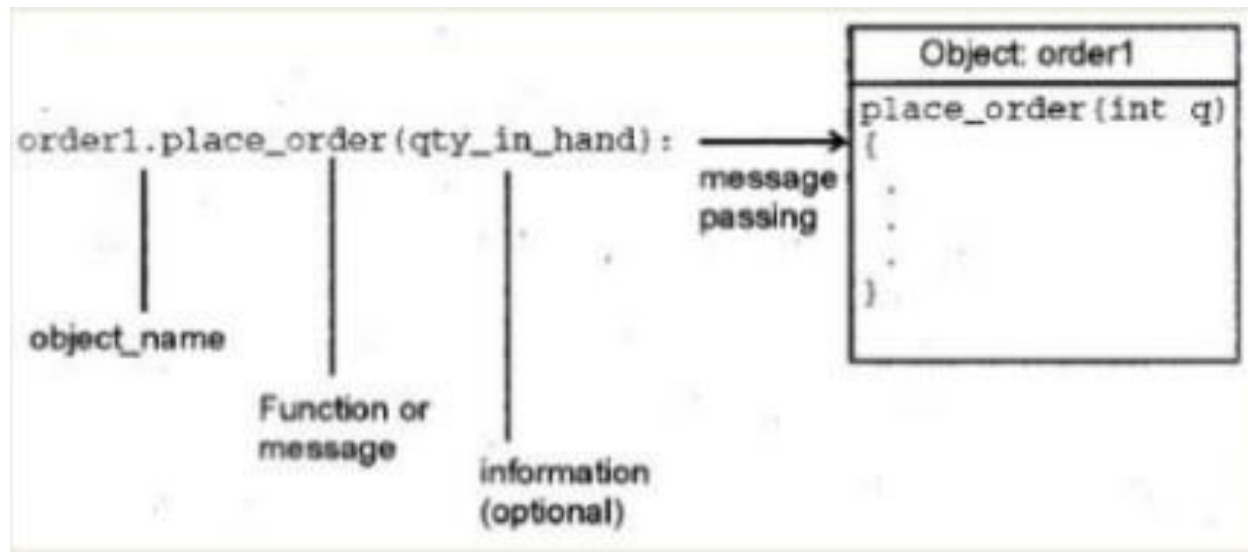 Object: order1
place_order(int q)
{
.
.
.
}
order1.place_order(qty_in_hand):
message
passing
object_name
Function or
message
information
(optional)